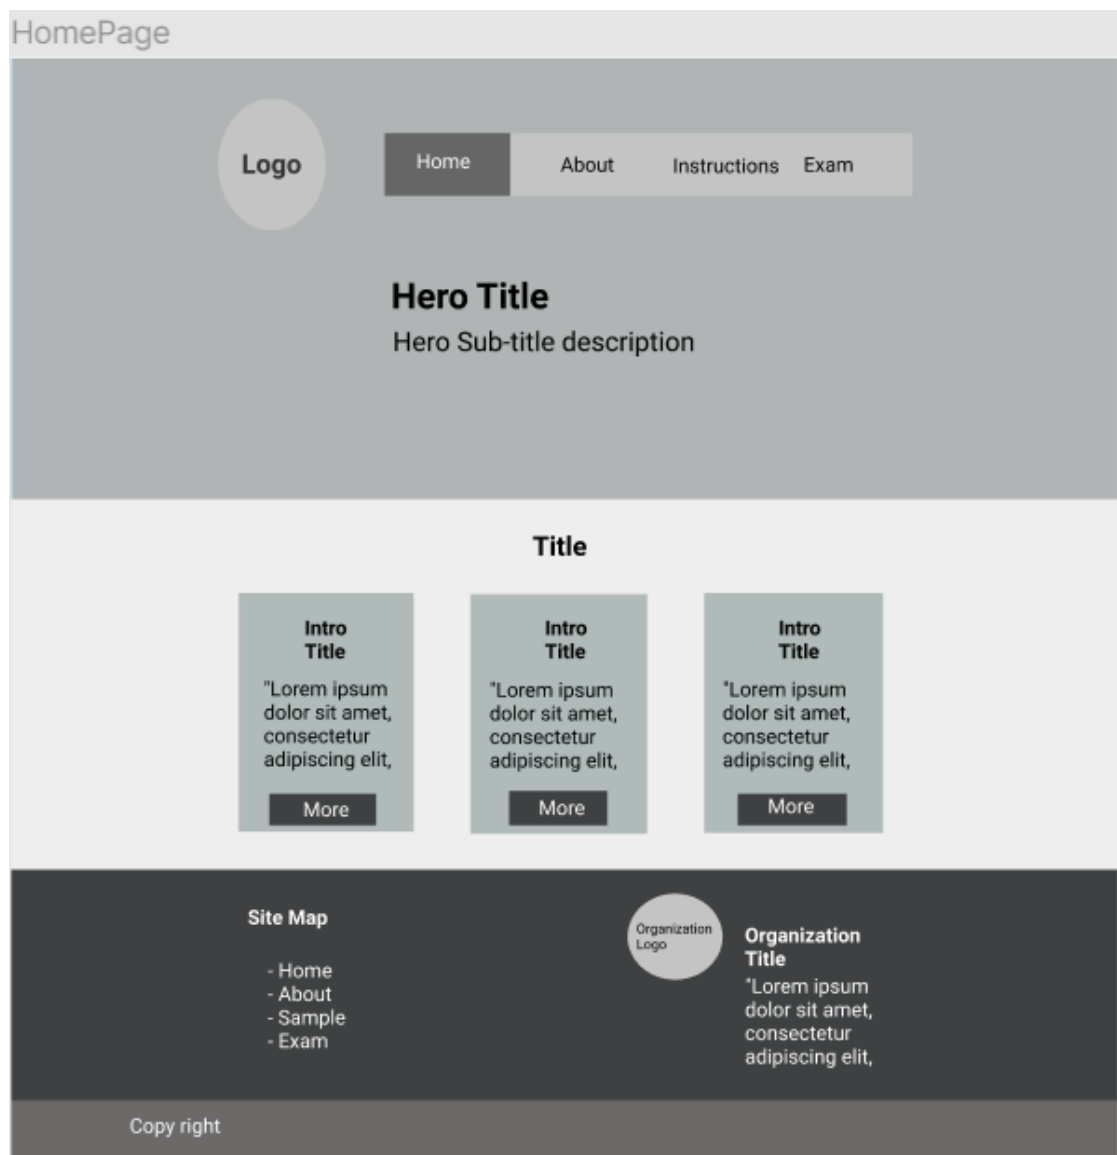 HomePage
Logo
Home
About
Instructions
Exam
Hero Title
Hero Sub-title description
Title
Intro
Title
"Lorem ipsum
dolor sit amet,
consectetur
adipiscing elit,
More
Intro
Title
"Lorem ipsum
dolor sit amet,
consectetur
adipiscing elit,
More
Intro
Title
"Lorem ipsum
dolor sit amet,
consectetur
adipiscing elit,
More
Site Map
- Home
- About
- Sample
- Exam
Organization
Logo
Organization
Title
"Lorem ipsum
dolor sit amet,
consectetur
adipiscing elit,
Copy right